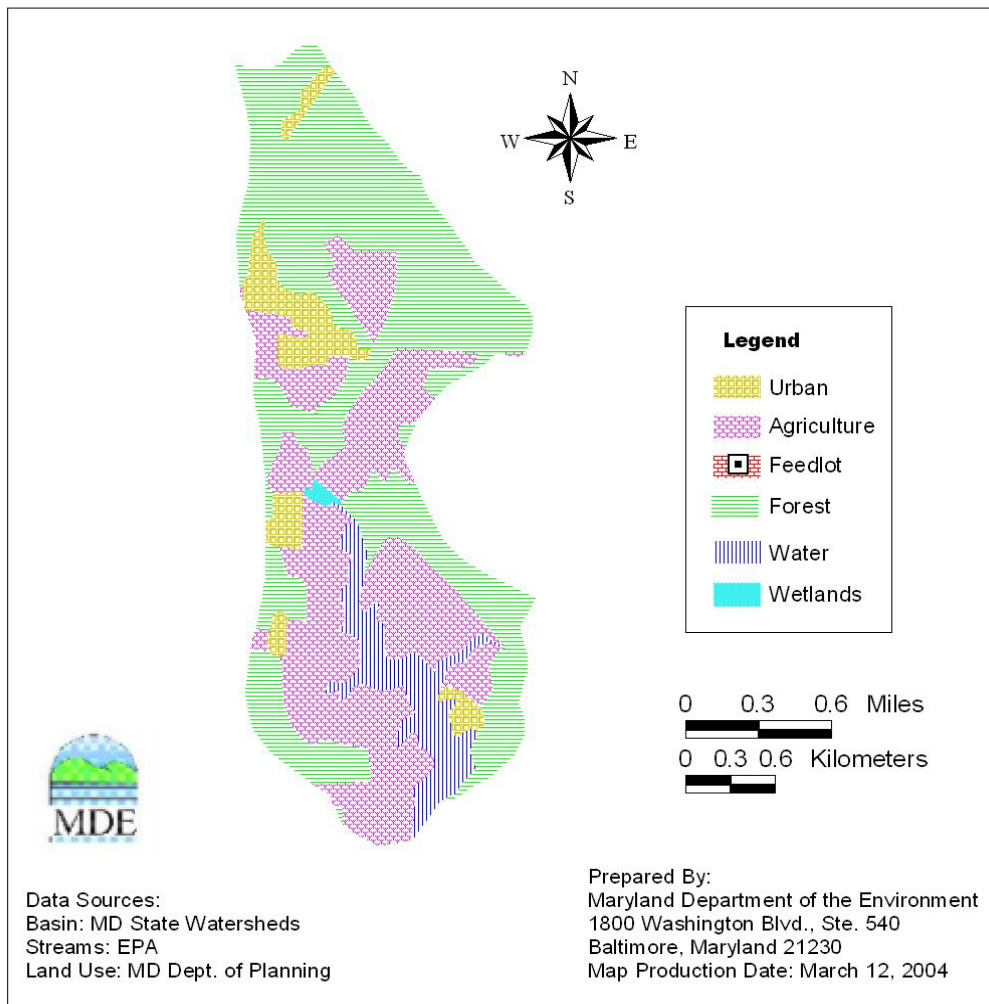 N
W E
S
Legend
Urban
Agriculture
Feedlot
Forest
Water
Wetlands
0 0.3 0.6 Miles
0 0.3 0.6 Kilometers
MDE
Data Sources:
Basin: MD State Watersheds
Streams: EPA
Land Use: MD Dept. of Planning
Prepared By:
Maryland Department of the Environment
1800 Washington Blvd., Ste. 540
Baltimore, Maryland 21230
Map Production Date: March 12, 2004